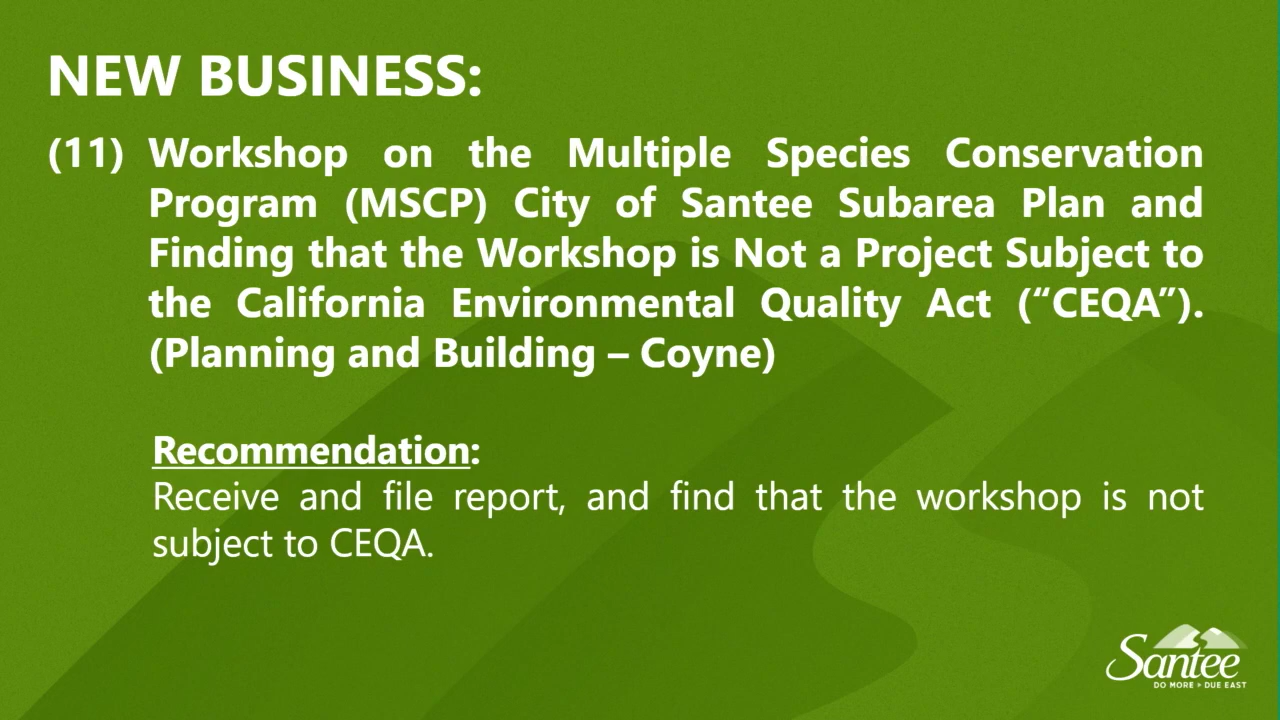 NEW BUSINESS:
(11) Workshop on the Multiple Species Conservation
Program (MSCP) City of Santee Subarea Plan and
Finding that the Workshop is Not a Project Subject to
the California Environmental Quality Act (“CEQA”).
(Planning and Building – Coyne)
Recommendation:
Receive and file report, and find that the workshop is not
subject to CEQA.
Santee
DO MORE ▸ DUE EAST